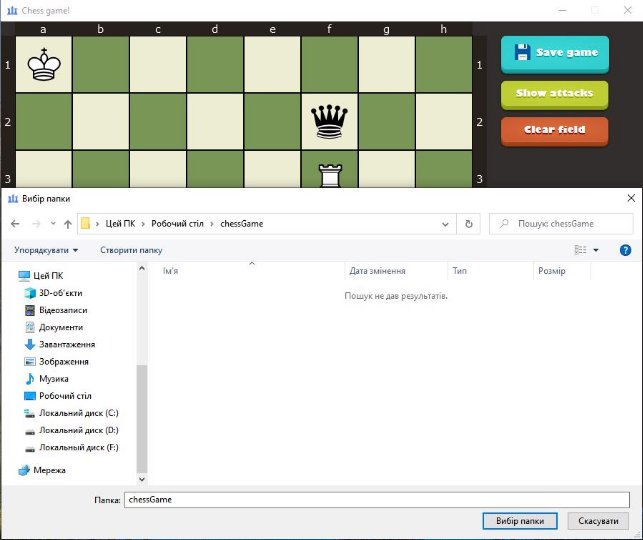 Chess game!
a b c d e f g h
1 1
Save game
Show attacks
2 2
Clear field
3 3
Вибір папки
Цей ПК > Робочий стіл > chessGame
Пошук: chessGame
Упорядкувати Створити папку
Ім'я Дата змінення Тип Розмір
Пошук не дав результатів.
Цей ПК
3D-об'єкти
Відеозаписи
Документи
Завантаження
Зображення
Музика
Робочий стіл
Локальний диск (C:)
Локальний диск (D:)
Локальный диск (F:)
Мережа
Папка: chessGame
Вибір папки Скасувати